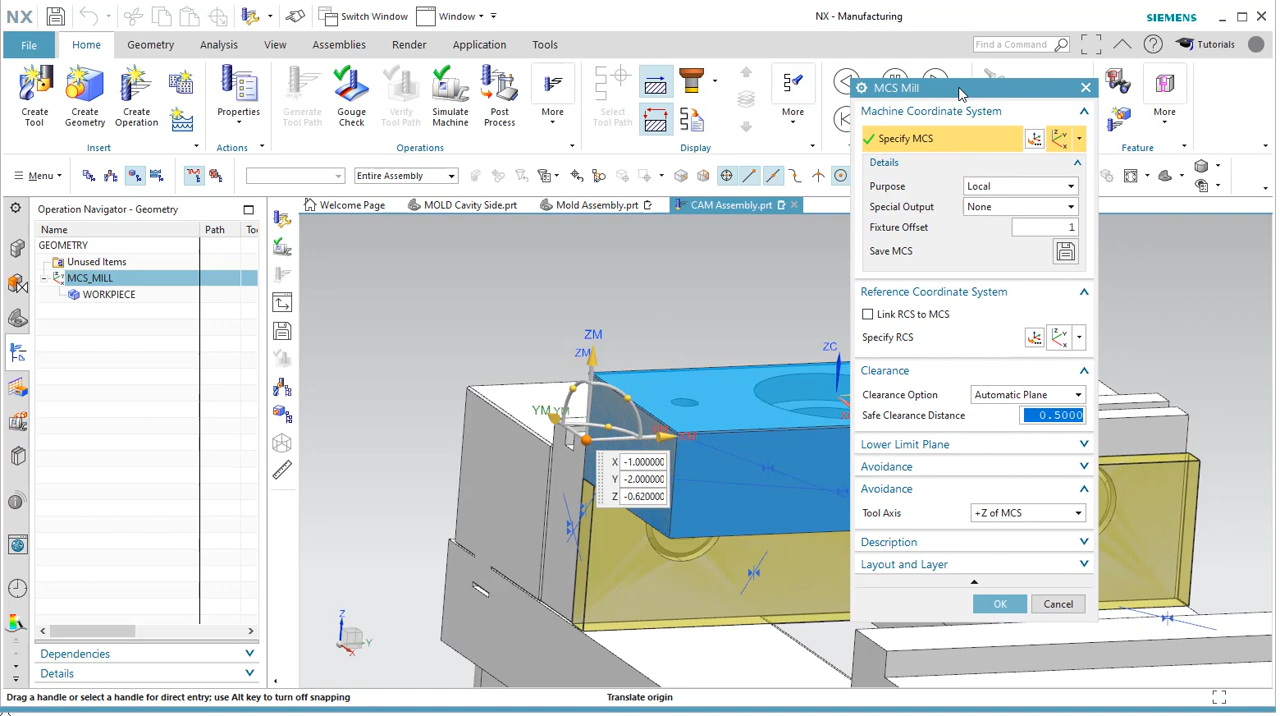 NX
Switch Window
Window
NX - Manufacturing
SIEMENS
File
Home
Geometry
Analysis
View
Assemblies
Render
Application
Tools
Find a Command
Tutorials
Create Tool
Create Geometry
Create Operation
Properties
Generate Tool Path
Gouge Check
Verify Tool Path
Simulate Machine
Post Process
More
Select Tool Path
More
More
Insert
Actions
Operations
Display
Feature
Menu
Entire Assembly
Operation Navigator - Geometry
Welcome Page
MOLD Cavity Side.prt
Mold Assembly.prt
CAM Assembly.prt
Name
Path
Too
GEOMETRY
Unused Items
MCS_MILL
WORKPIECE
MCS Mill
Machine Coordinate System
Specify MCS
Details
Purpose
Local
Special Output
None
Fixture Offset
1
Save MCS
Reference Coordinate System
Link RCS to MCS
Specify RCS
Clearance
Clearance Option
Automatic Plane
Safe Clearance Distance
0.5000
Lower Limit Plane
Avoidance
Avoidance
Tool Axis
+Z of MCS
Description
Layout and Layer
OK
Cancel
ZM
ZM
ZC
YM
X
-1.000000
Y
-2.000000
Z
-0.620000
Z
Y
X
Dependencies
Details
Drag a handle or select a handle for direct entry; use Alt key to turn off snapping
Translate origin